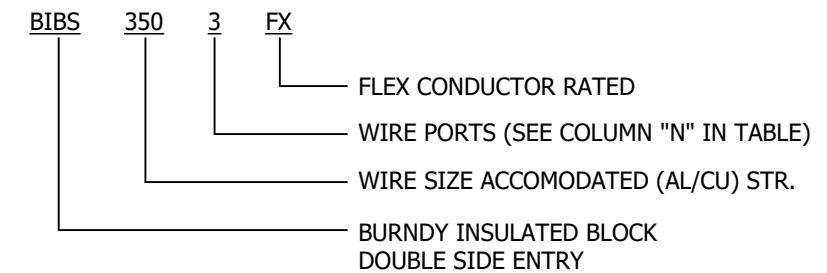 BIBS 350 3 FX
FLEX CONDUCTOR RATED
WIRE PORTS (SEE COLUMN "N" IN TABLE)
WIRE SIZE ACCOMODATED (AL/CU) STR.
BURNDY INSULATED BLOCK
DOUBLE SIDE ENTRY